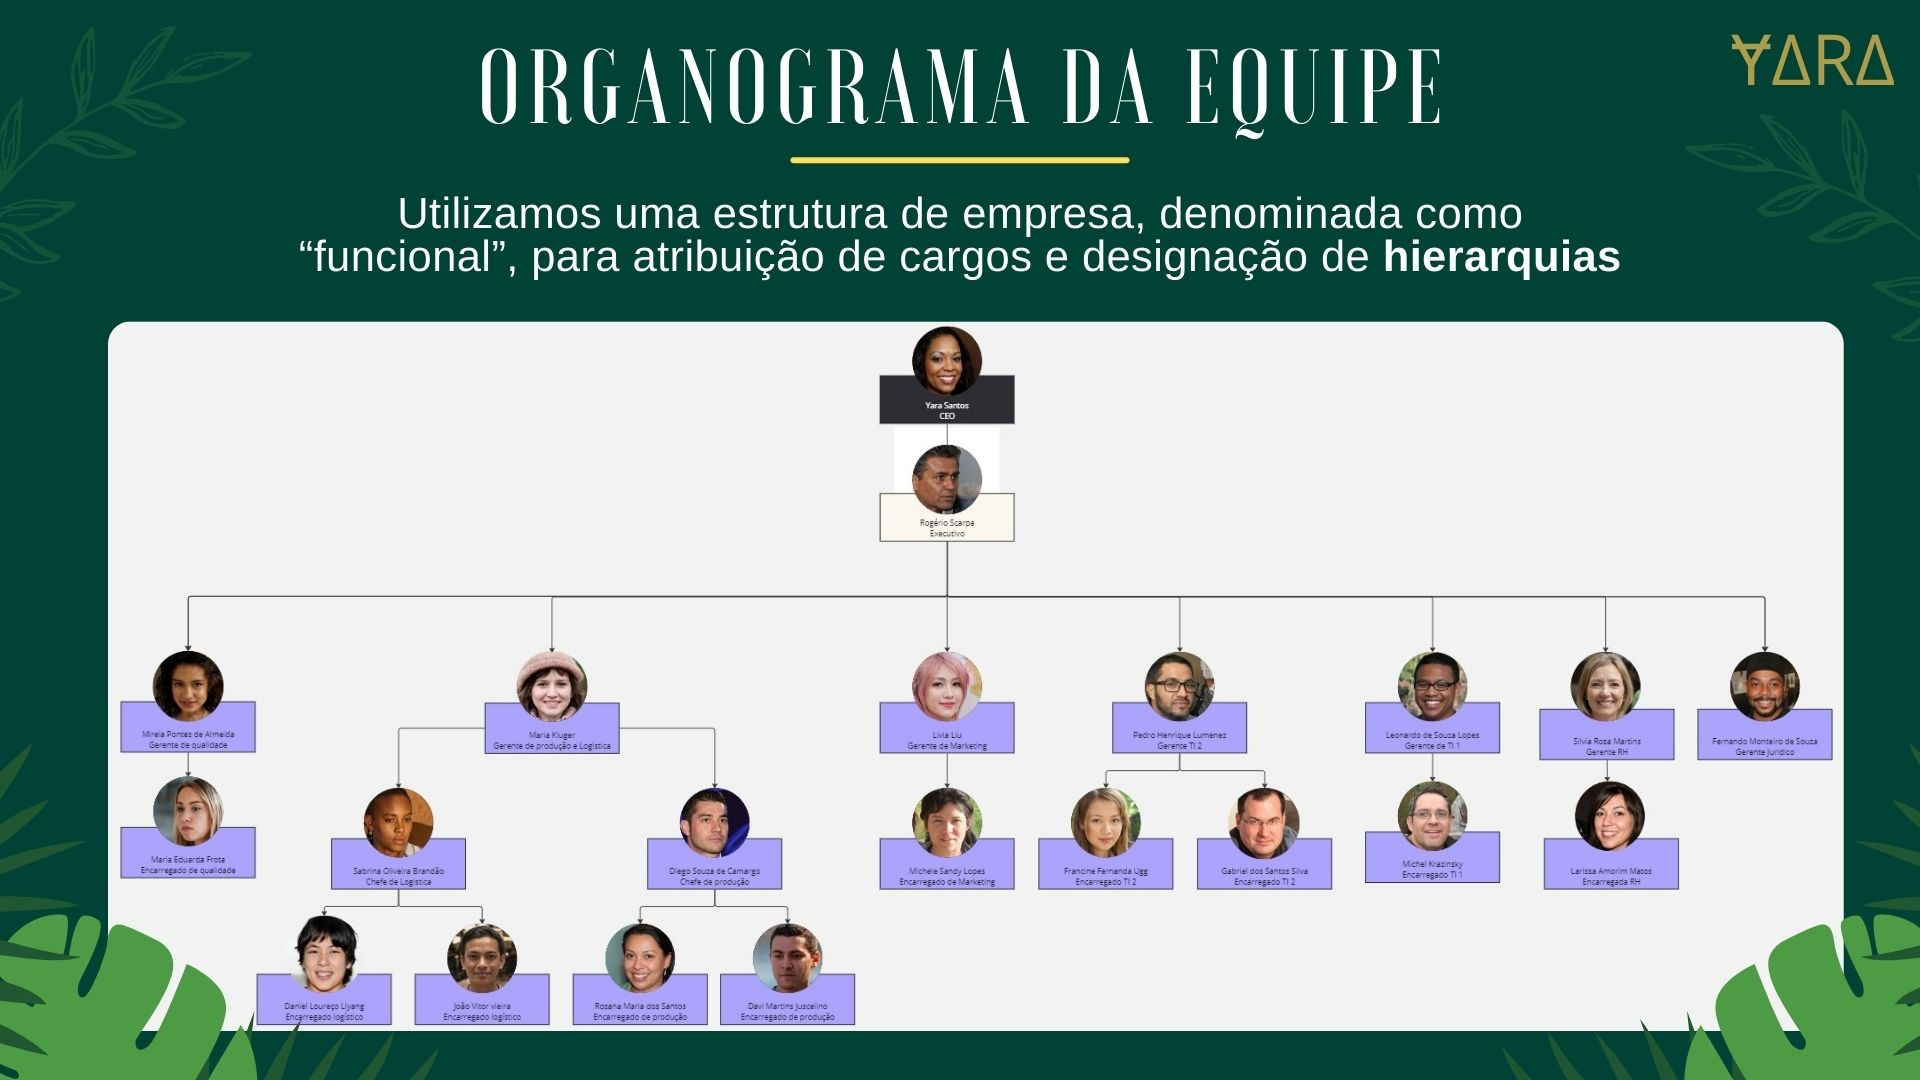 ORGANOGRAMA DA EQUIPE
YARA
Utilizamos uma estrutura de empresa, denominada como
“funcional”, para atribuição de cargos e designação de hierarquias
Yara Santos
CEO
Rogério Scarpa
Executivo
Mireia Pontes de Almeida
Gerente de qualidade
Maria Kluger
Gerente de produção e Logistica
Livia Liu
Gerente de Marketing
Pedro Henrique Lumenez
Gerente TI 2
Leonardo de Souza Lopes
Gerente de TI 1
Silvia Rosa Martins
Gerente RH
Fernando Monteiro de Souza
Gerente Juridico
Maria Eduarda Frota
Encarregado de qualidade
Sabrina Oliveira Brandão
Chefe de Logistica
Diego Souza de Camargo
Chefe de produção
Michele Sandy Lopes
Encarregado de Marketing
Francine Fernanda Ugg
Encarregado TI 2
Gabriel dos Santos Silva
Encarregado TI 2
Michel Krazinsky
Encarregado TI 1
Larissa Amorim Matos
Encarregada RH
Daniel Loureço Liyang
Encarregado logístico
João Vitor vieira
Encarregado logístico
Rosana Maria dos Santos
Encarregado de produção
Davi Martins Juscelino
Encarregado de produção